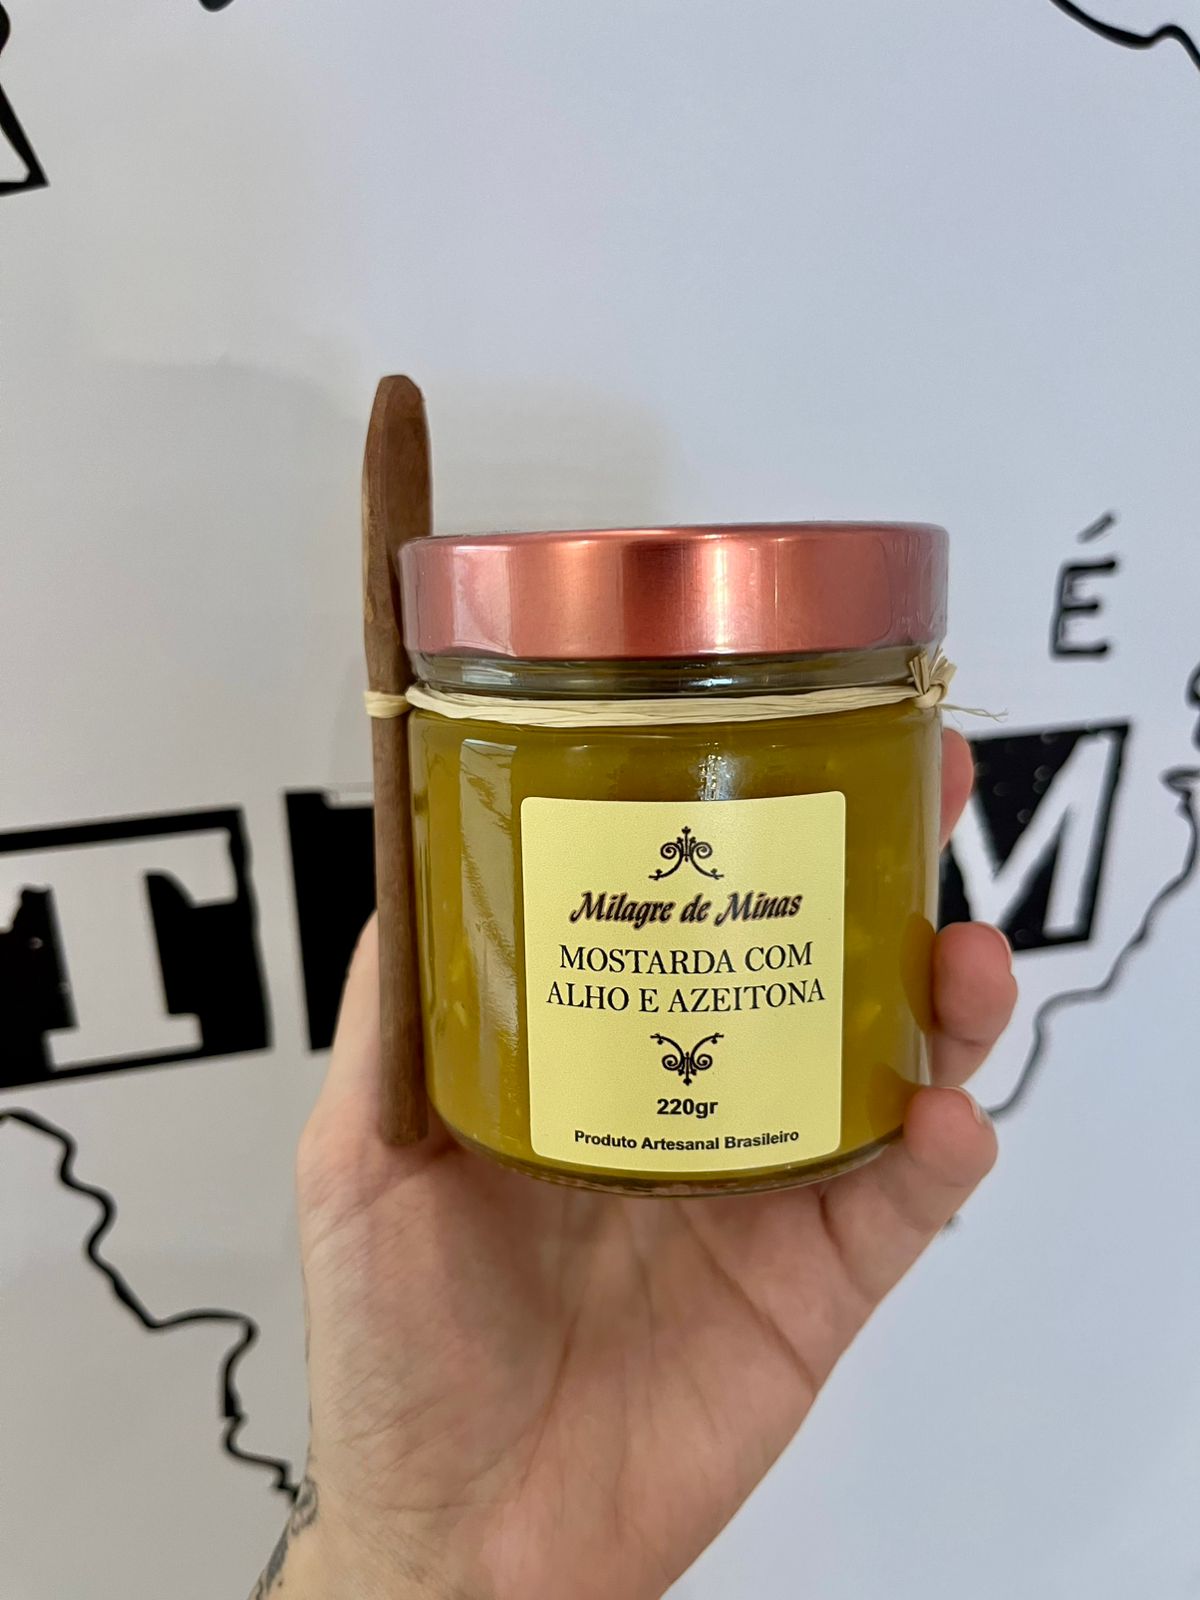 É
T
M
Milagre de Minas
MOSTARDA COM
ALHO E AZEITONA
220gr
Produto Artesanal Brasileiro